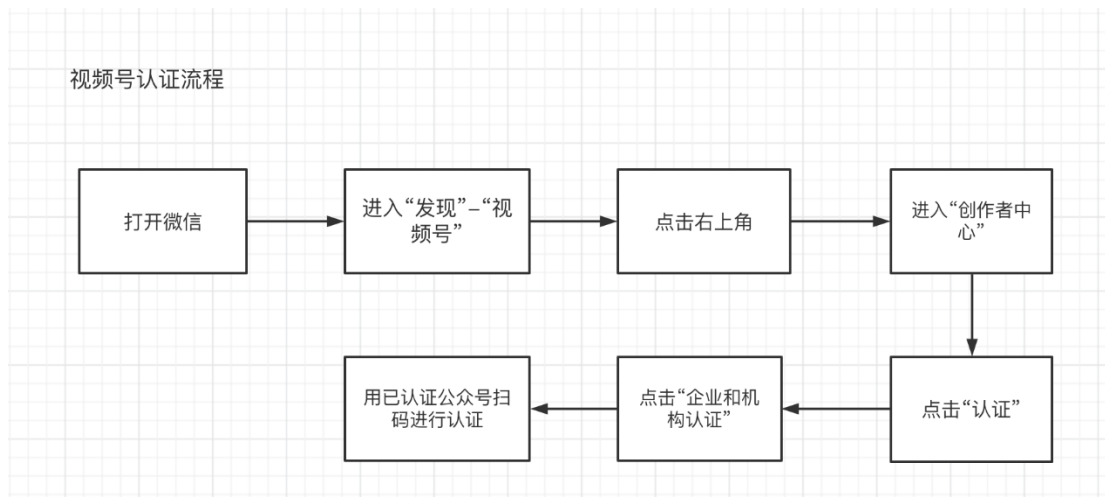 视频号认证流程
打开微信
进入“发现”–“视
频号”
点击右上角
进入“创作者中
心”
点击“认证”
点击“企业和机
构认证”
用已认证公众号扫
码进行认证